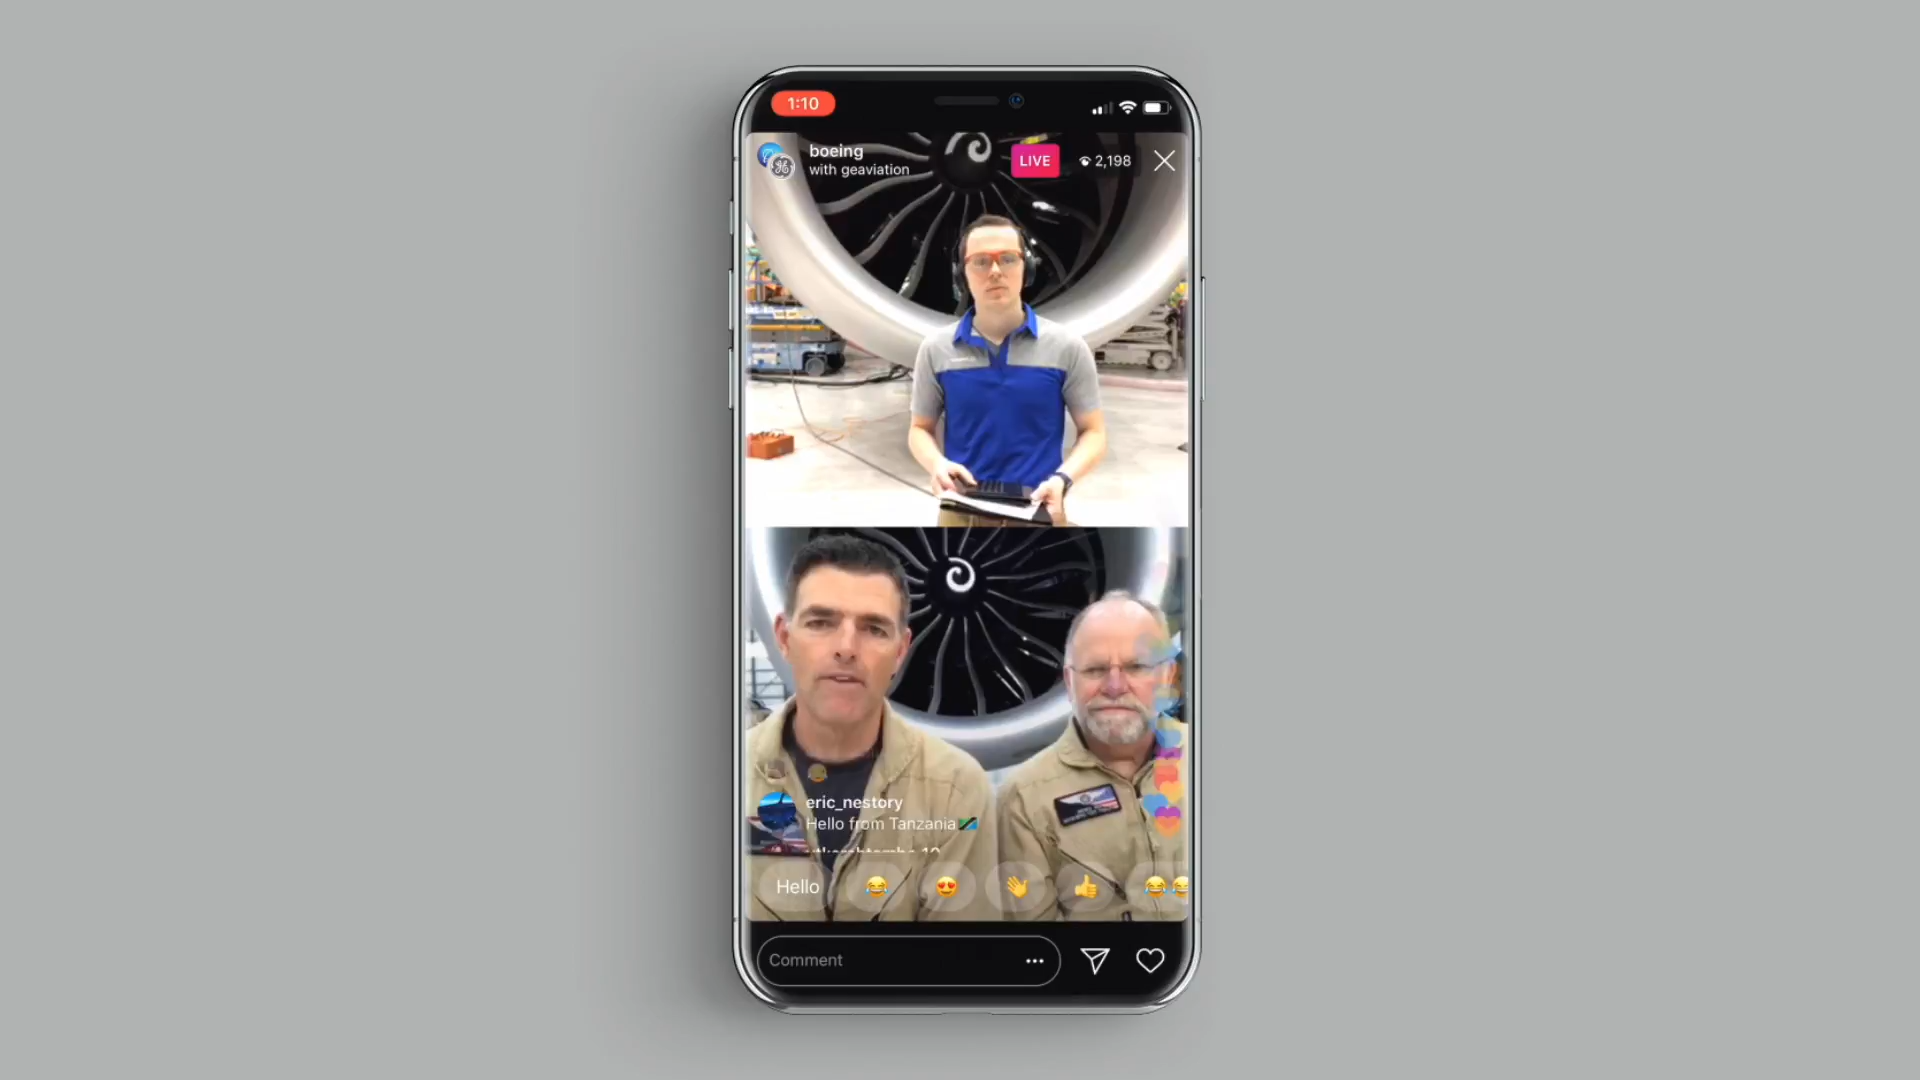 1:10
boeing
with geaviation
LIVE
2,198
eric_nestory
Hello from Tanzania
Hello
Comment